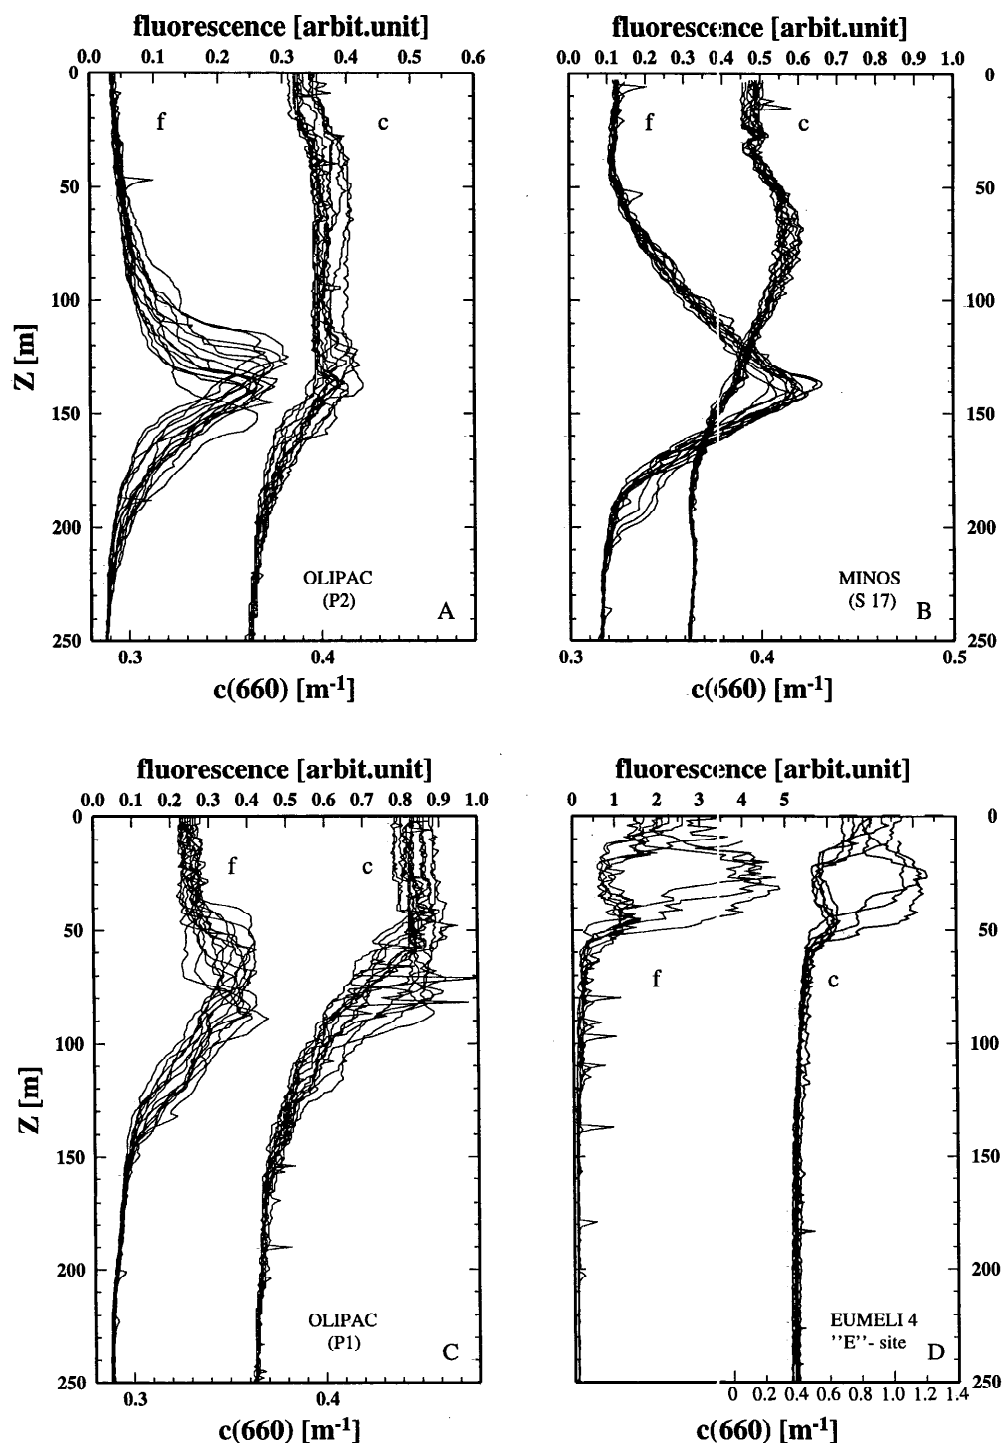 fluorescence [arbit.unit]
0.0 0.1 0.2 0.3 0.4 0.5 0.6
0
50
100
150
200
250
Z [m]
f
c
OLIPAC
(P2)
A
0.3 0.4
c(660) [m-1]
fluorescence [arbit.unit]
0.0 0.1 0.2 0.3 0.4 0.5 0.6 0.7 0.8 0.9 1.0
0
50
100
150
200
250
f
c
MINOS
(S 17)
B
0.3 0.4 0.5
c(660) [m-1]
fluorescence [arbit.unit]
0.0 0.1 0.2 0.3 0.4 0.5 0.6 0.7 0.8 0.9 1.0
0
50
100
150
200
250
Z [m]
f
c
OLIPAC
(P1)
C
0.3 0.4
c(660) [m-1]
fluorescence [arbit.unit]
0 1 2 3 4 5
0
50
100
150
200
250
f
c
EUMELI 4
"E"- site
D
0 0.2 0.4 0.6 0.8 1.0 1.2 1.4
c(660) [m-1]